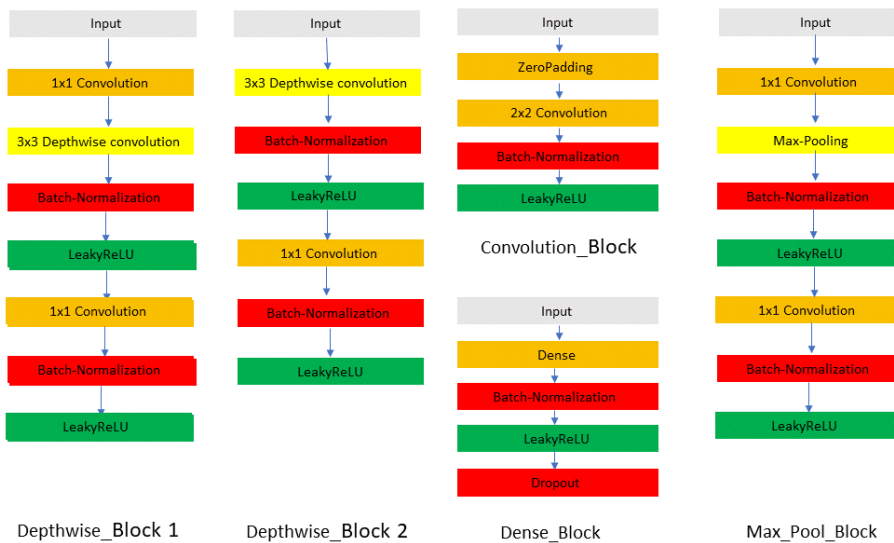 Input
1x1 Convolution
3x3 Depthwise convolution
Batch-Normalization
LeakyReLU
1x1 Convolution
Batch-Normalization
LeakyReLU
Depthwise_Block 1
Input
3x3 Depthwise convolution
Batch-Normalization
LeakyReLU
1x1 Convolution
Batch-Normalization
LeakyReLU
Depthwise_Block 2
Input
ZeroPadding
2x2 Convolution
Batch-Normalization
LeakyReLU
Convolution_Block
Input
Dense
Batch-Normalization
LeakyReLU
Dropout
Dense_Block
Input
1x1 Convolution
Max-Pooling
Batch-Normalization
LeakyReLU
1x1 Convolution
Batch-Normalization
LeakyReLU
Max_Pool_Block